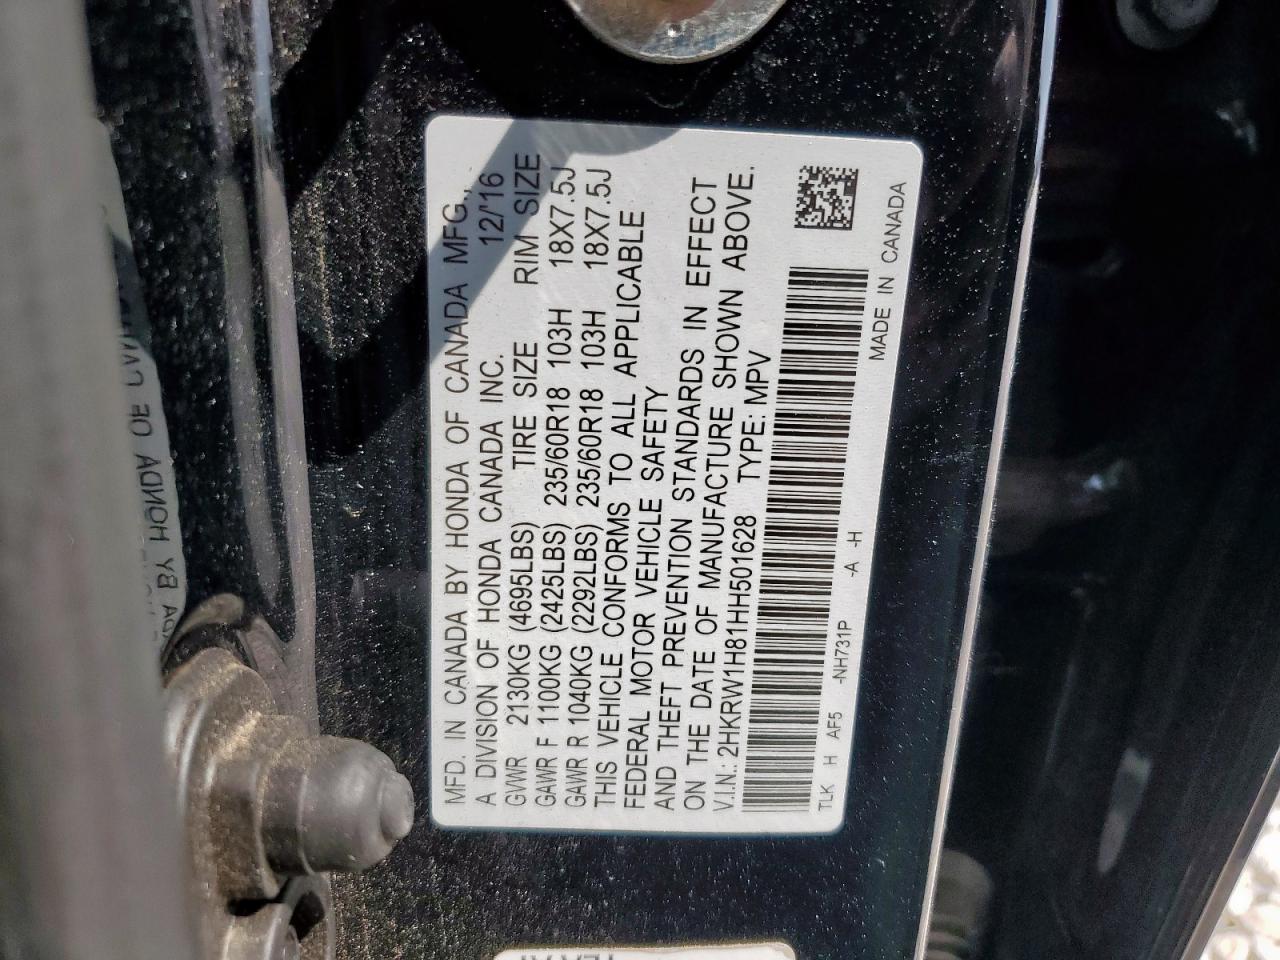 MFD. IN CANADA BY HONDA OF CANADA MFG.,
A DIVISION OF HONDA CANADA INC. 12/'16
GVWR 2130KG (4695LBS) TIRE SIZE RIM SIZE
GAWR F 1100KG (2425LBS) 235/60R18 103H 18X7.5J
GAWR R 1040KG (2292LBS) 235/60R18 103H 18X7.5J
THIS VEHICLE CONFORMS TO ALL APPLICABLE
FEDERAL MOTOR VEHICLE SAFETY
AND THEFT PREVENTION STANDARDS IN EFFECT
ON THE DATE OF MANUFACTURE SHOWN ABOVE.
V.I.N.: 2HKRW1H81HH501628 TYPE: MPV
TLK H AF5 -NH731P -A -H MADE IN CANADA
BY HONDA OF